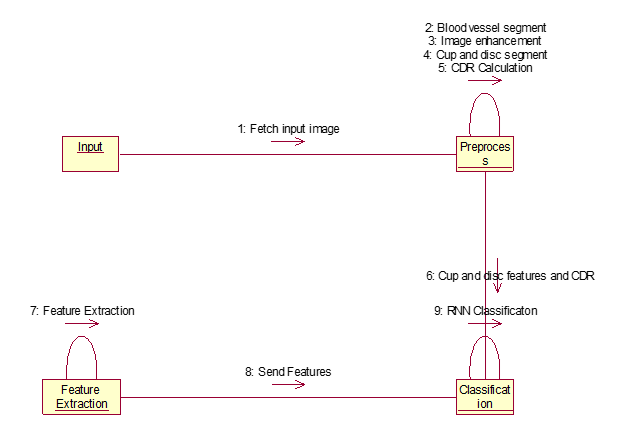 2: Blood vessel segment
3: Image enhancement
4: Cup and disc segment
5: CDR Calculation
1: Fetch input image
Input
Preproces
s
6: Cup and disc features and CDR
7: Feature Extraction
9: RNN Classificaton
8: Send Features
Feature
Extraction
Classificat
ion